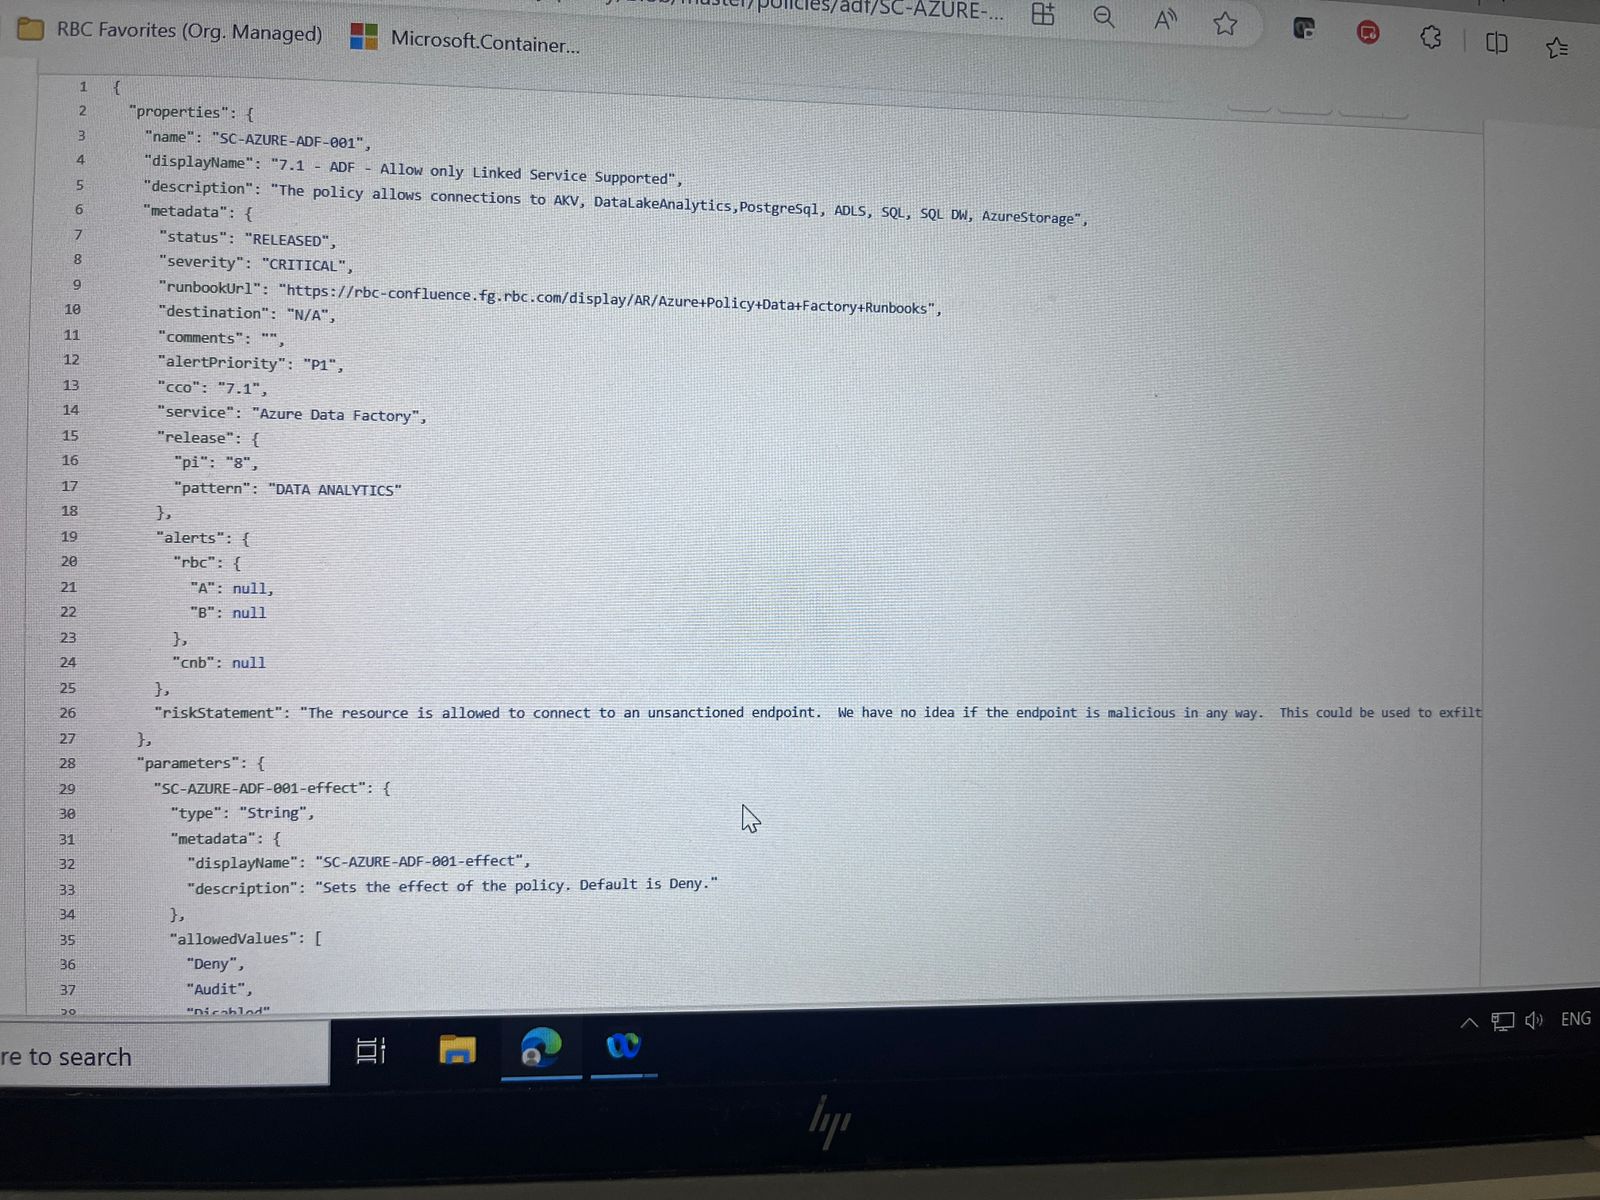 policies/adf/SC-AZURE-...
RBC Favorites (Org. Managed)
Microsoft.Container...
1 {
2 "properties": {
3 "name": "SC-AZURE-ADF-001",
4 "displayName": "7.1 - ADF - Allow only Linked Service Supported",
5 "description": "The policy allows connections to AKV, DataLakeAnalytics,PostgreSql, ADLS, SQL, SQL DW, AzureStorage",
6 "metadata": {
7 "status": "RELEASED",
8 "severity": "CRITICAL",
9 "runbookUrl": "https://rbc-confluence.fg.rbc.com/display/AR/Azure+Policy+Data+Factory+Runbooks",
10 "destination": "N/A",
11 "comments": "",
12 "alertPriority": "P1",
13 "cco": "7.1",
14 "service": "Azure Data Factory",
15 "release": {
16 "pi": "8",
17 "pattern": "DATA ANALYTICS"
18 },
19 "alerts": {
20 "rbc": {
21 "A": null,
22 "B": null
23 },
24 "cnb": null
25 },
26 "riskStatement": "The resource is allowed to connect to an unsanctioned endpoint.  We have no idea if the endpoint is malicious in any way.  This could be used to exfilt
27 },
28 "parameters": {
29 "SC-AZURE-ADF-001-effect": {
30 "type": "String",
31 "metadata": {
32 "displayName": "SC-AZURE-ADF-001-effect",
33 "description": "Sets the effect of the policy. Default is Deny."
34 },
35 "allowedValues": [
36 "Deny",
37 "Audit",
38 "Disabled"
re to search
ENG
hp